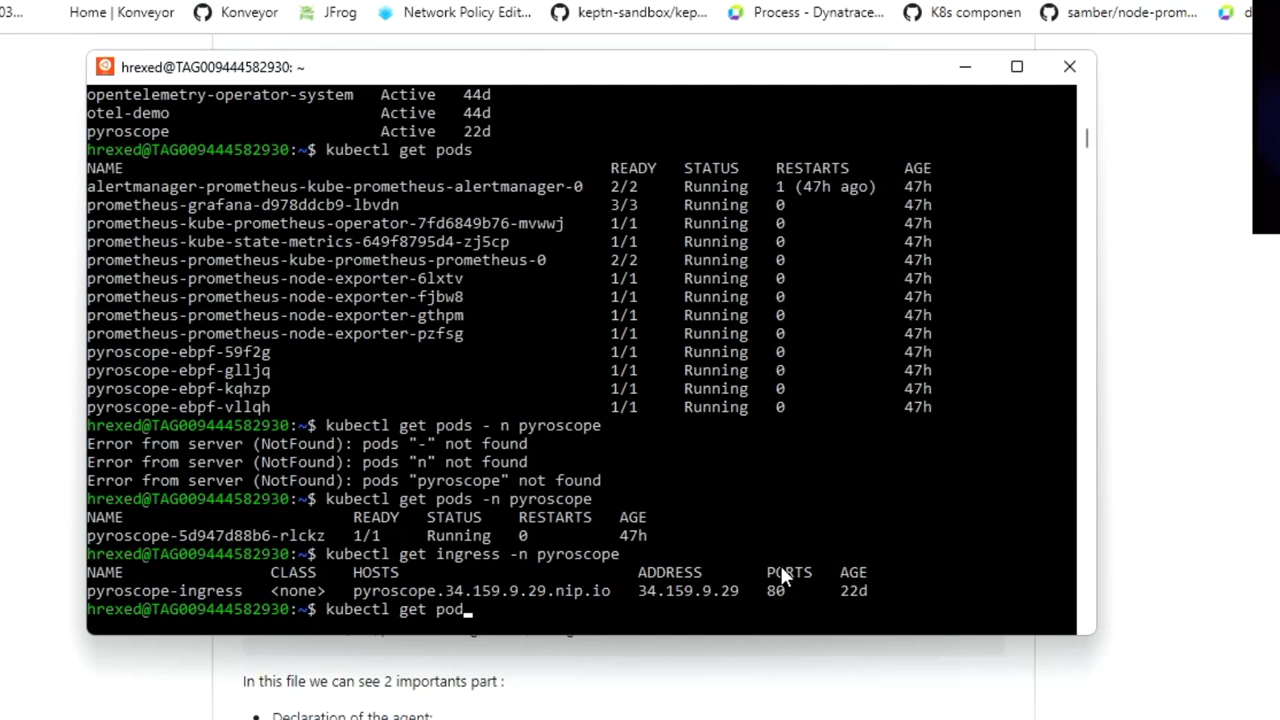 03... Home | Konveyor Konveyor JFrog Network Policy Edit... keptn-sandbox/kep... Process - Dynatrace... K8s componen samber/node-prom... d
hrexed@TAG009444582930: ~
opentelemetry-operator-system Active 44d
otel-demo Active 44d
pyroscope Active 22d
hrexed@TAG009444582930:~$ kubectl get pods
NAME READY STATUS RESTARTS AGE
alertmanager-prometheus-kube-prometheus-alertmanager-0 2/2 Running 1 (47h ago) 47h
prometheus-grafana-d978ddcb9-lbvdn 3/3 Running 0 47h
prometheus-kube-prometheus-operator-7fd6849b76-mvwwj 1/1 Running 0 47h
prometheus-kube-state-metrics-649f8795d4-zj5cp 1/1 Running 0 47h
prometheus-prometheus-kube-prometheus-prometheus-0 2/2 Running 0 47h
prometheus-prometheus-node-exporter-6lxtv 1/1 Running 0 47h
prometheus-prometheus-node-exporter-fjbw8 1/1 Running 0 47h
prometheus-prometheus-node-exporter-gthpm 1/1 Running 0 47h
prometheus-prometheus-node-exporter-pzfsg 1/1 Running 0 47h
pyroscope-ebpf-59f2g 1/1 Running 0 47h
pyroscope-ebpf-glljq 1/1 Running 0 47h
pyroscope-ebpf-kqhzp 1/1 Running 0 47h
pyroscope-ebpf-vllqh 1/1 Running 0 47h
hrexed@TAG009444582930:~$ kubectl get pods - n pyroscope
Error from server (NotFound): pods "-" not found
Error from server (NotFound): pods "n" not found
Error from server (NotFound): pods "pyroscope" not found
hrexed@TAG009444582930:~$ kubectl get pods -n pyroscope
NAME READY STATUS RESTARTS AGE
pyroscope-5d947d88b6-rlckz 1/1 Running 0 47h
hrexed@TAG009444582930:~$ kubectl get ingress -n pyroscope
NAME CLASS HOSTS ADDRESS PORTS AGE
pyroscope-ingress <none> pyroscope.34.159.9.29.nip.io 34.159.9.29 80 22d
hrexed@TAG009444582930:~$ kubectl get pod
In this file we can see 2 importants part :
Declaration of the agent: